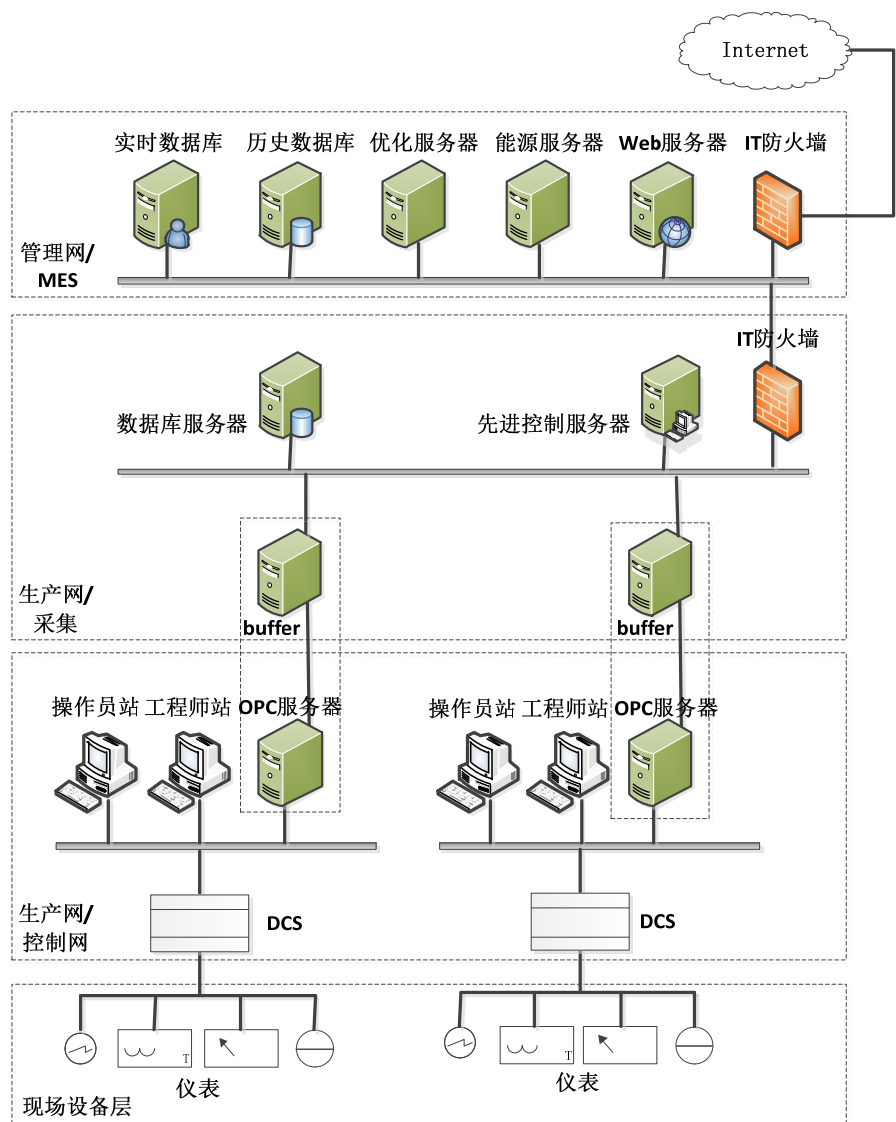 Internet
实时数据库 历史数据库 优化服务器 能源服务器 Web服务器 IT防火墙
管理网/
MES
IT防火墙
数据库服务器 先进控制服务器
生产网/
采集
buffer buffer
操作员站 工程师站 OPC服务器 操作员站 工程师站 OPC服务器
生产网/
控制网
DCS DCS
T T
仪表 仪表
现场设备层